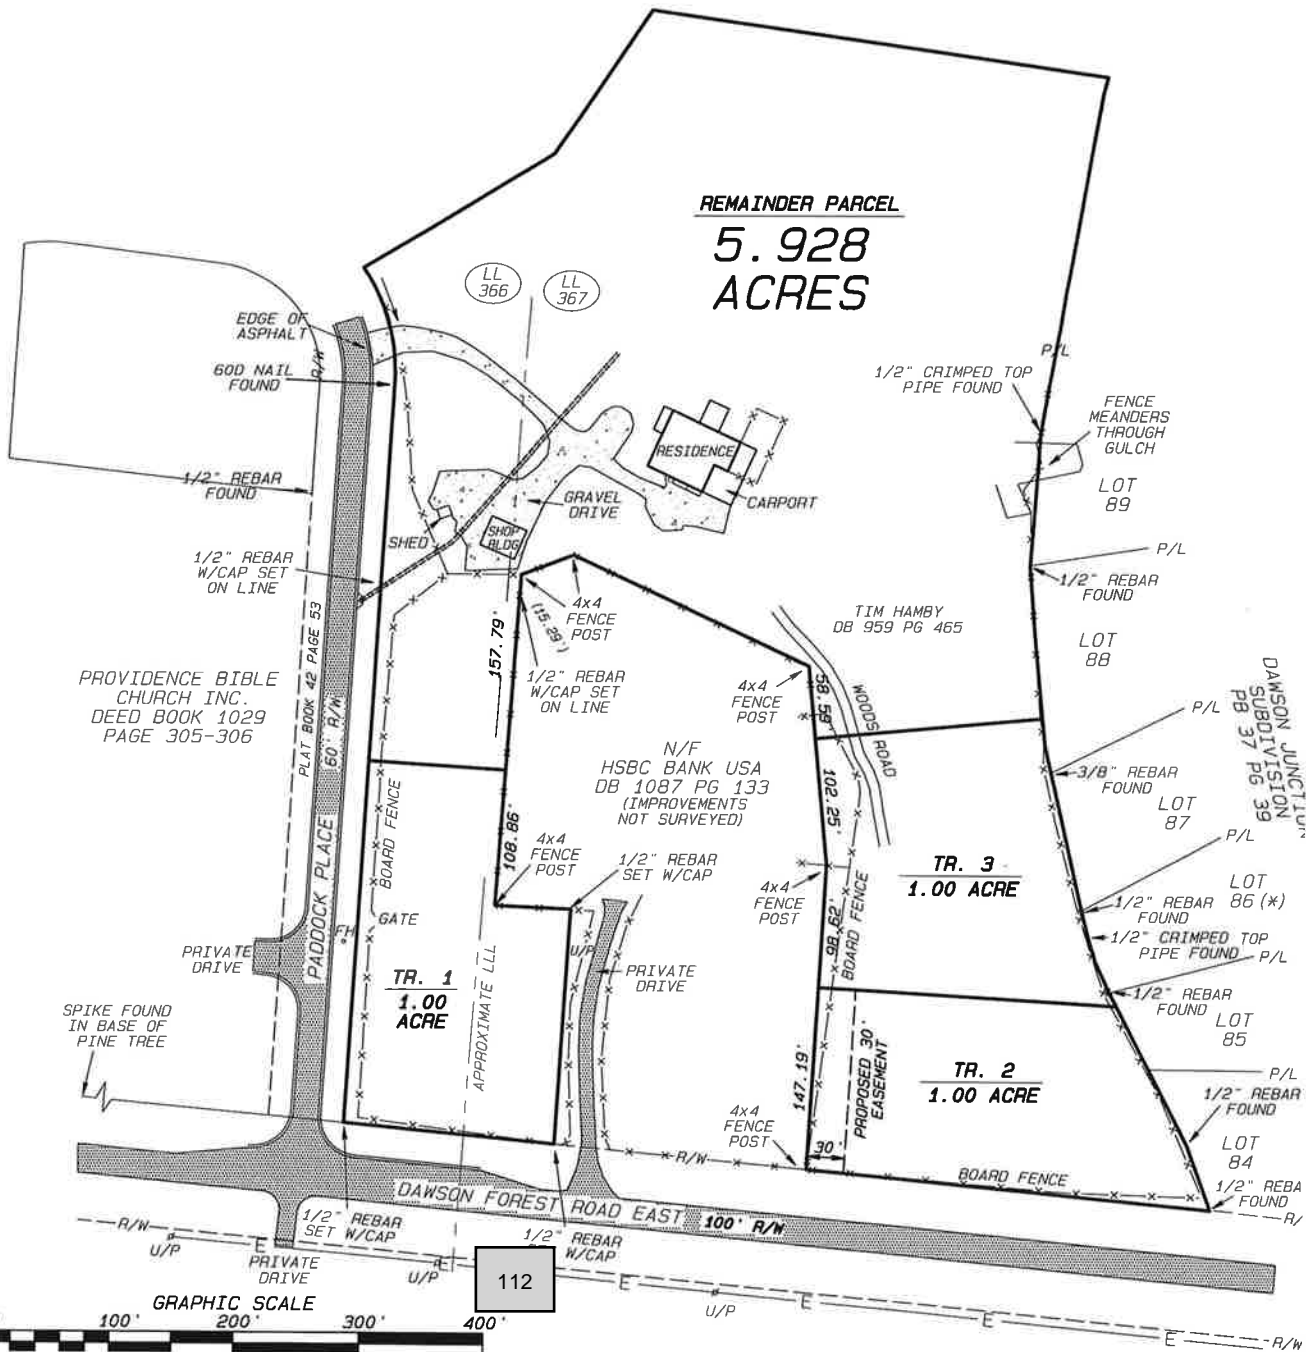 REMAINDER PARCEL
5.928
ACRES
LL
366
LL
367
EDGE OF
ASPHALT
60D NAIL
FOUND
R/W
P/L
1/2" CRIMPED TOP
PIPE FOUND
FENCE
MEANDERS
THROUGH
GULCH
RESIDENCE
1/2" REBAR
FOUND
LOT
89
GRAVEL
DRIVE
CARPORT
SHED
SHOP
BLDG
1/2" REBAR
W/CAP SET
ON LINE
P/L
1/2" REBAR
FOUND
4x4
FENCE
POST
(15.29')
157.79'
TIM HAMBY
DB 959 PG 465
LOT
88
PROVIDENCE BIBLE
CHURCH INC.
DEED BOOK 1029
PAGE 305-306
PLAT BOOK 42 PAGE 53
60' R/W
1/2" REBAR
W/CAP SET
ON LINE
4x4
FENCE
POST
58.59'
WOODS ROAD
P/L
DAWSON JUNCTION
SUBDIVISION
PB 37 PG 39
N/F
HSBC BANK USA
DB 1087 PG 133
(IMPROVEMENTS
NOT SURVEYED)
3/8" REBAR
FOUND
LOT
87
102.25'
BOARD FENCE
108.86'
PADDOCK PLACE
4x4
FENCE
POST
1/2" REBAR
SET W/CAP
P/L
TR. 3
1.00 ACRE
4x4
FENCE
POST
LOT
86 (*)
1/2" REBAR
FOUND
GATE
FH
98.62'
BOARD FENCE
1/2" CRIMPED TOP
PIPE FOUND
P/L
PRIVATE
DRIVE
U/P
PRIVATE
DRIVE
TR. 1
1.00
ACRE
APPROXIMATE LLL
1/2" REBAR
FOUND
LOT
85
SPIKE FOUND
IN BASE OF
PINE TREE
147.19'
PROPOSED 30'
EASEMENT
TR. 2
1.00 ACRE
P/L
1/2" REBAR
FOUND
4x4
FENCE
POST
LOT
84
R/W
30'
BOARD FENCE
1/2" REBA
FOUND
DAWSON FOREST ROAD EAST
100' R/W
R/
1/2" REBAR
SET W/CAP
R/W
U/P
E
PRIVATE
DRIVE
U/P
E
1/2" REBAR
W/CAP
112
E
U/P
E
E
E
R/W
GRAPHIC SCALE
100'
200'
300'
400'